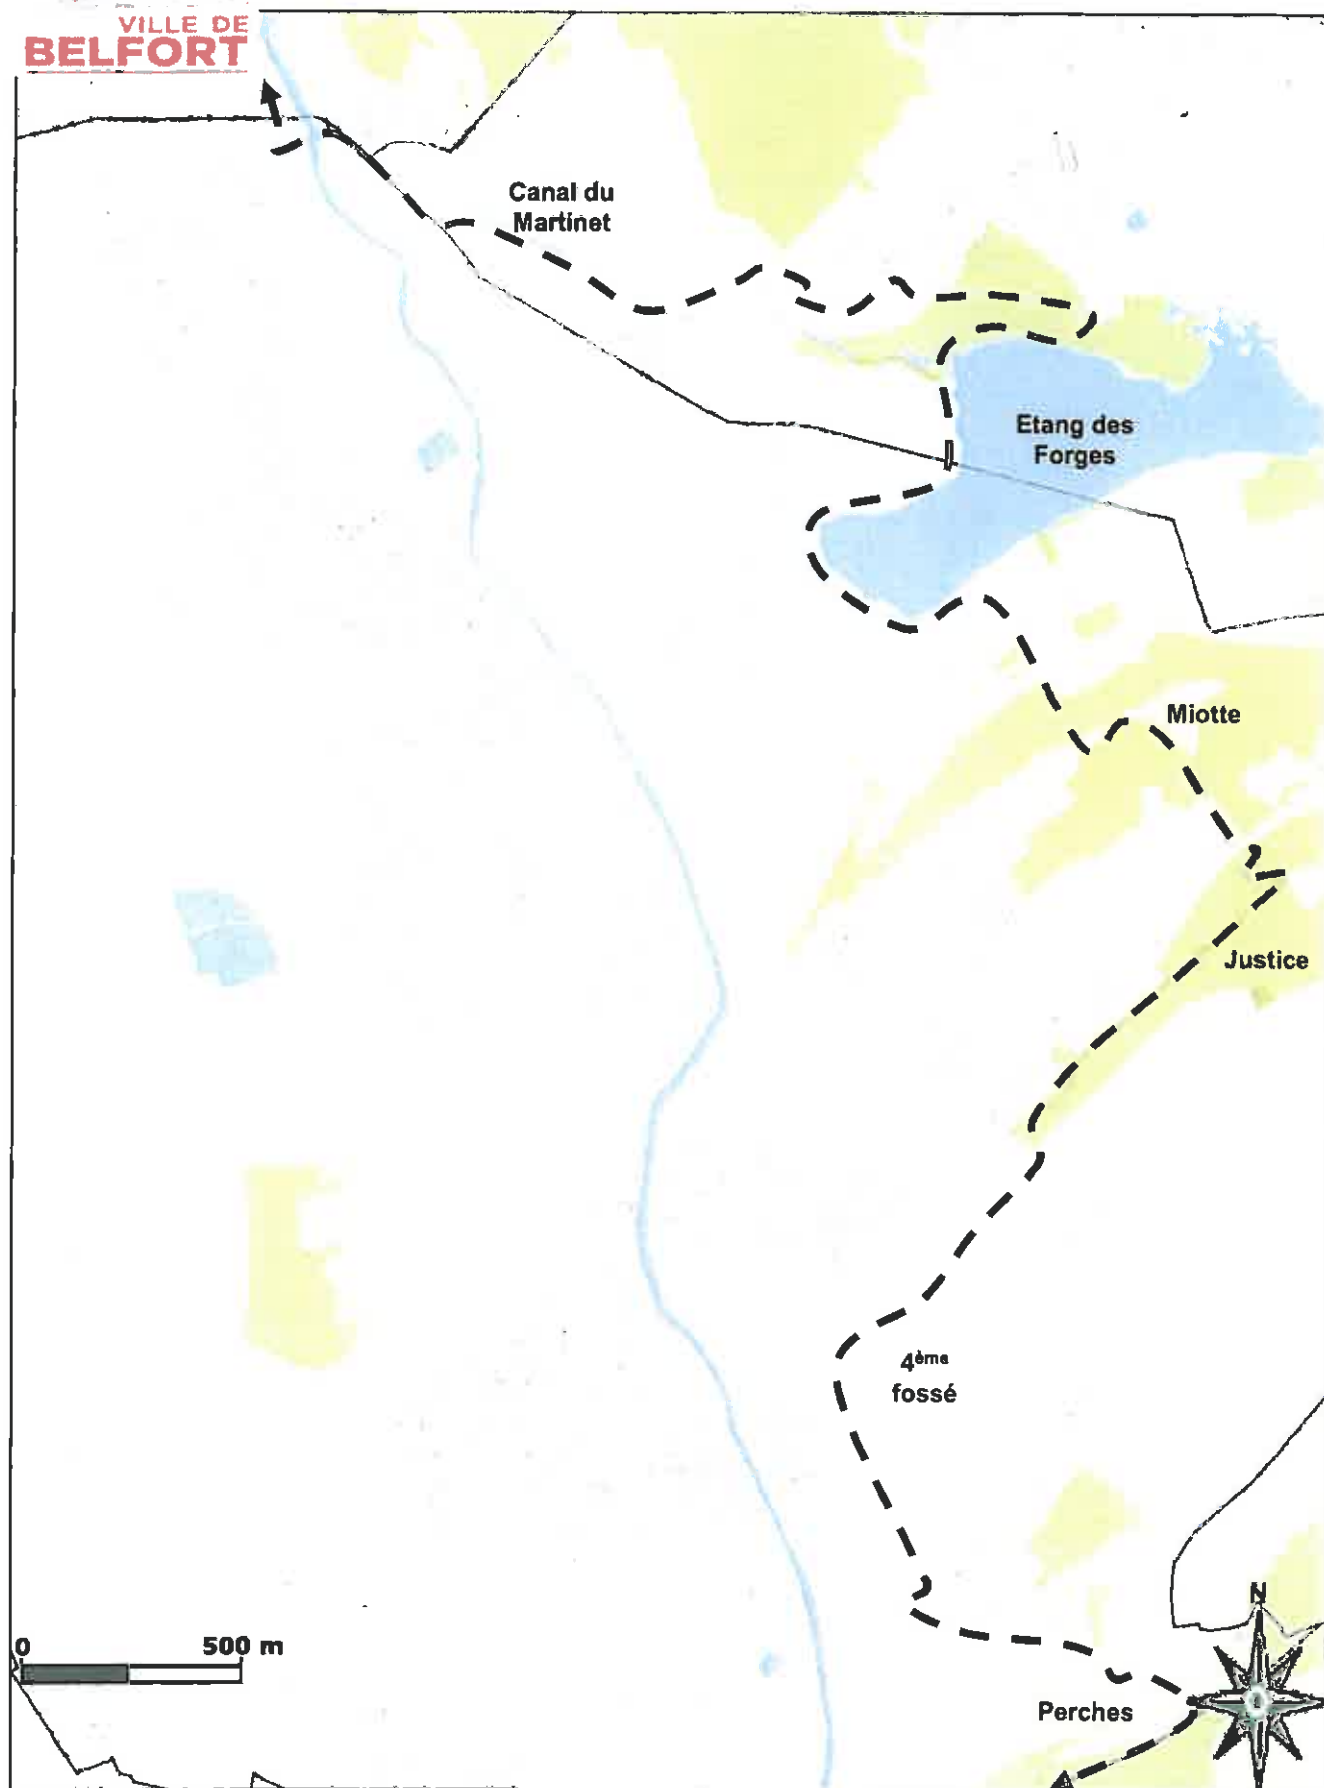 VILLE DE
BELFORT
Canal du
Martinet
Etang des
Forges
Miotte
Justice
4ème
fossé
N
0 500 m
Perches